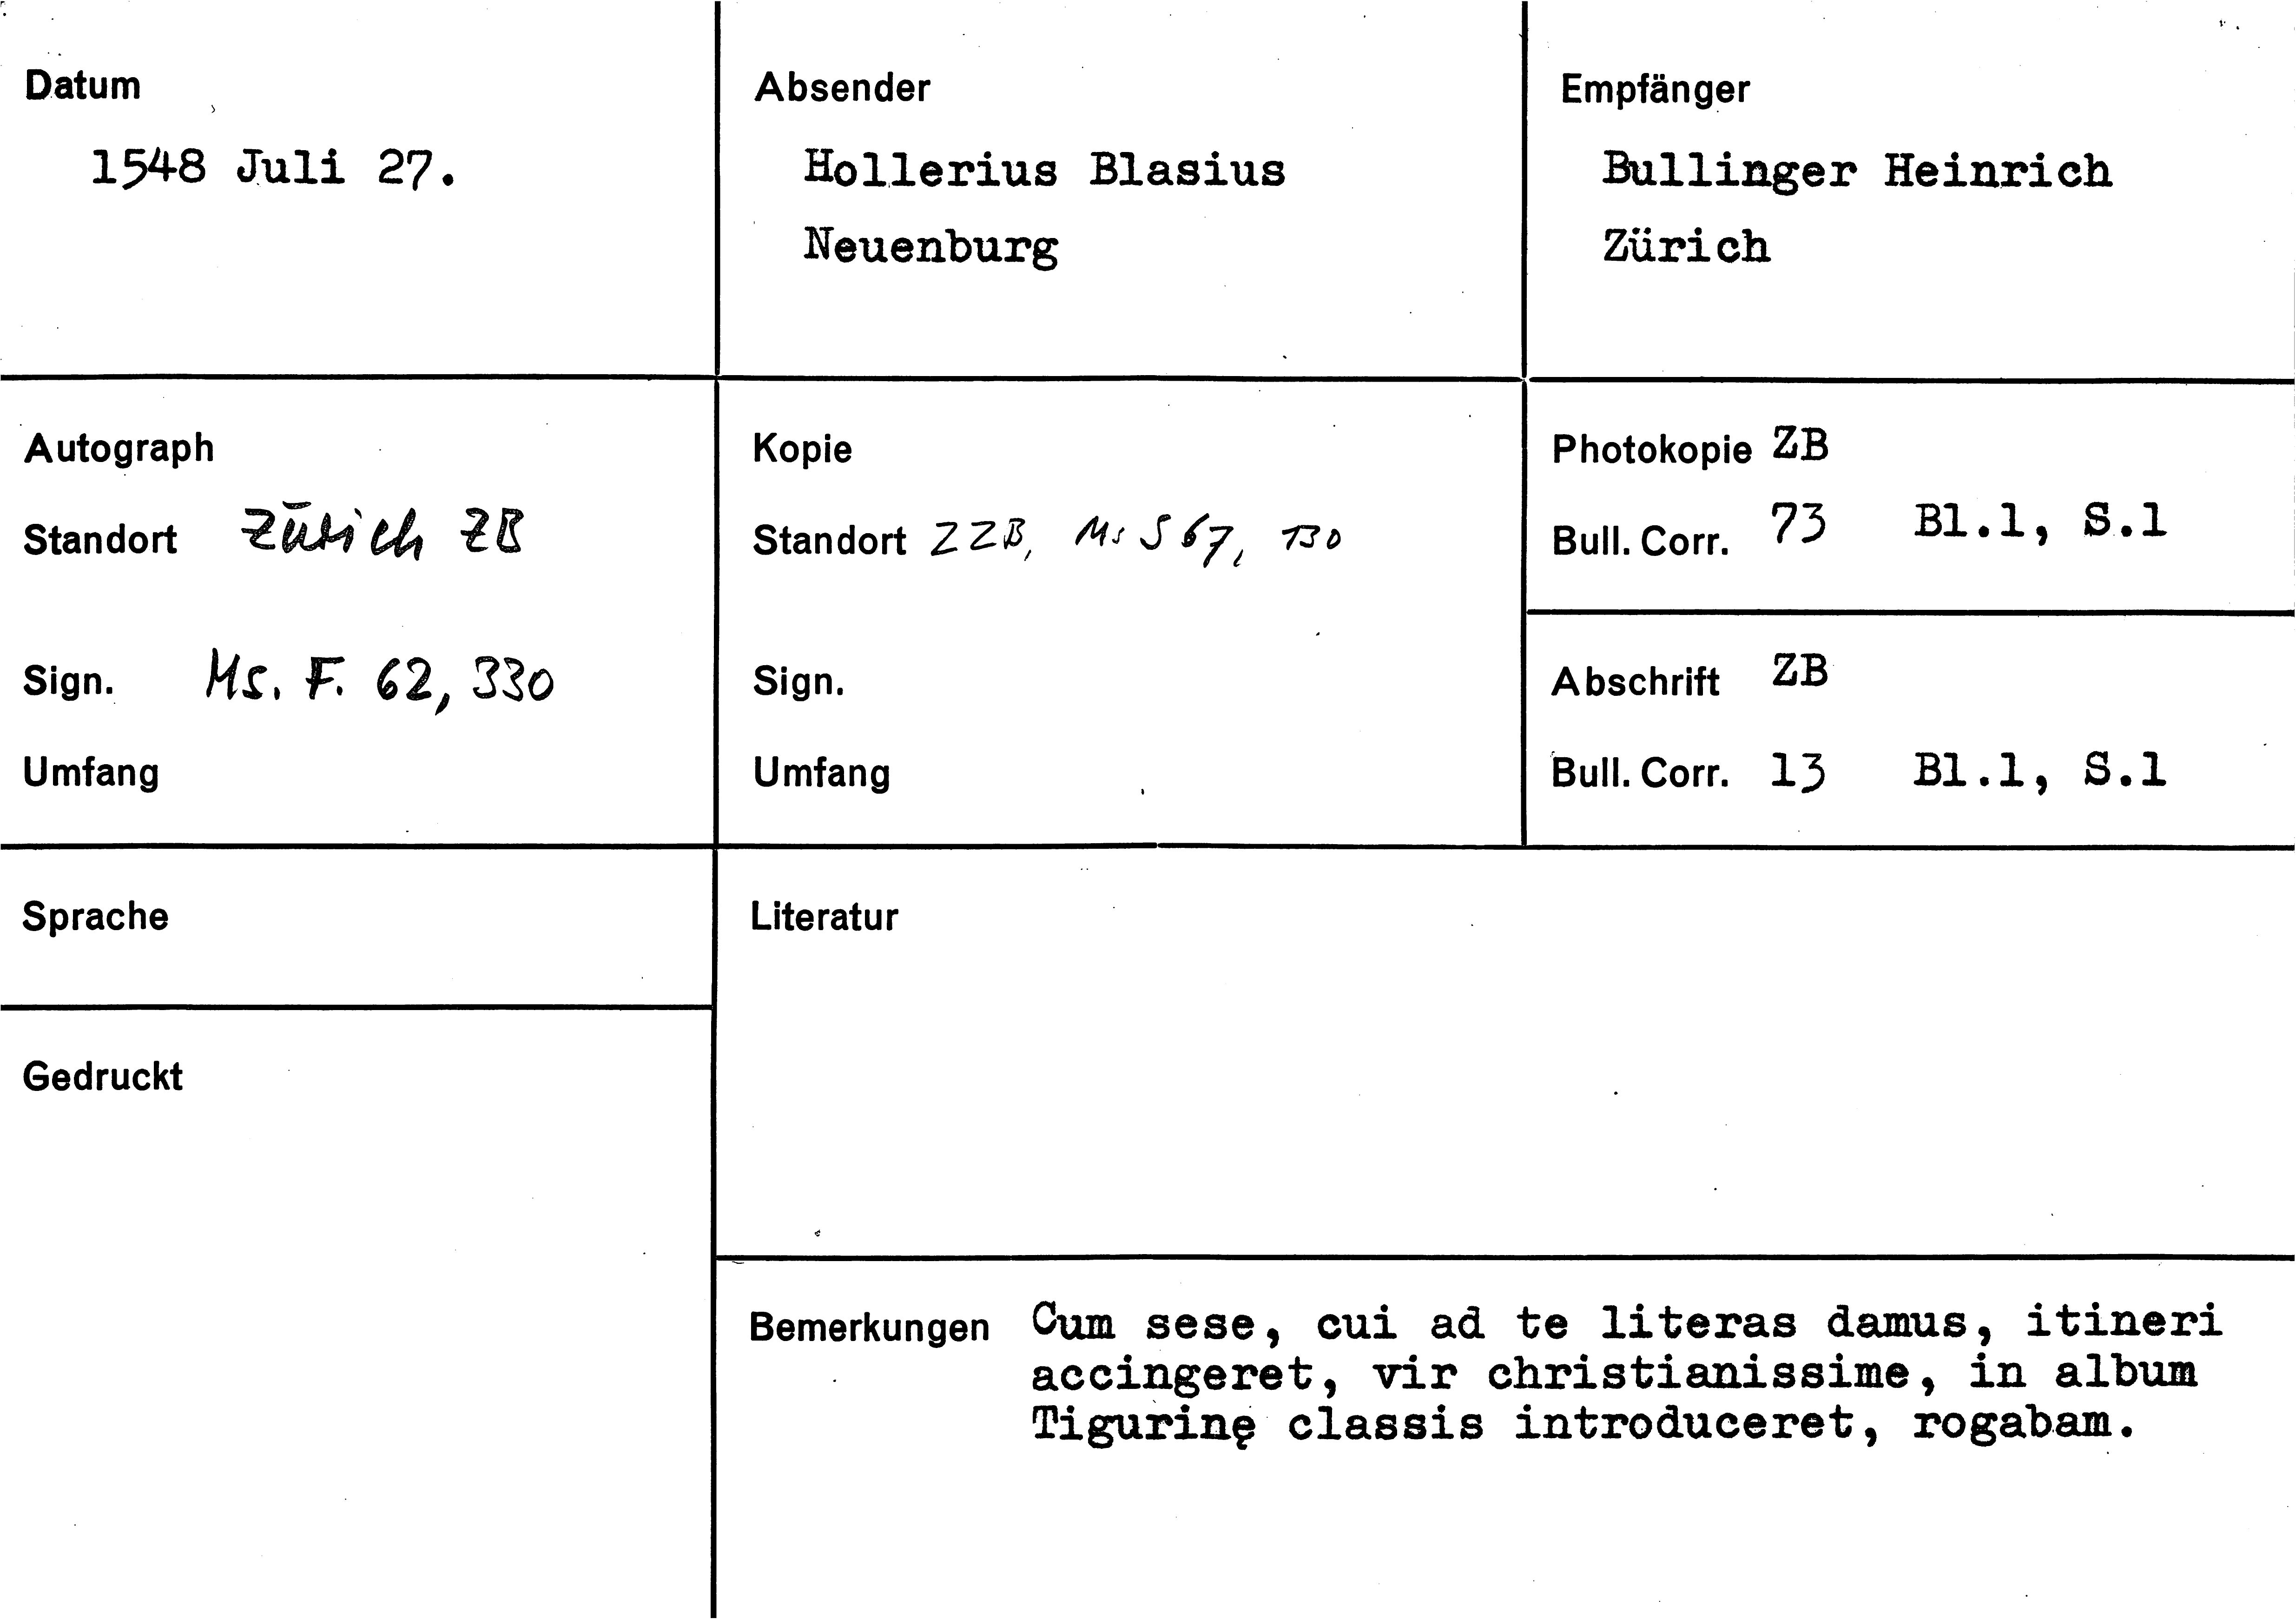 Datum
1548 Juli 27.
Absender
Hollerius Blasius
Neuenburg
Empfänger
Bullinger Heinrich
Zürich
Autograph
Standort Zürich ZB
Sign. Ms. F. 62, 330
Umfang
Kopie
Standort ZZB, Ms S 67, 130
Sign.
Umfang
Photokopie ZB
Bull. Corr. 73 Bl.1, S.1
Abschrift ZB
Bull. Corr. 13 Bl.1, S.1
Sprache
Gedruckt
Literatur
Bemerkungen Cum sese, cui ad te literas damus, itineri
accingeret, vir christianissime, in album
Tigurinę classis introduceret, rogabam.